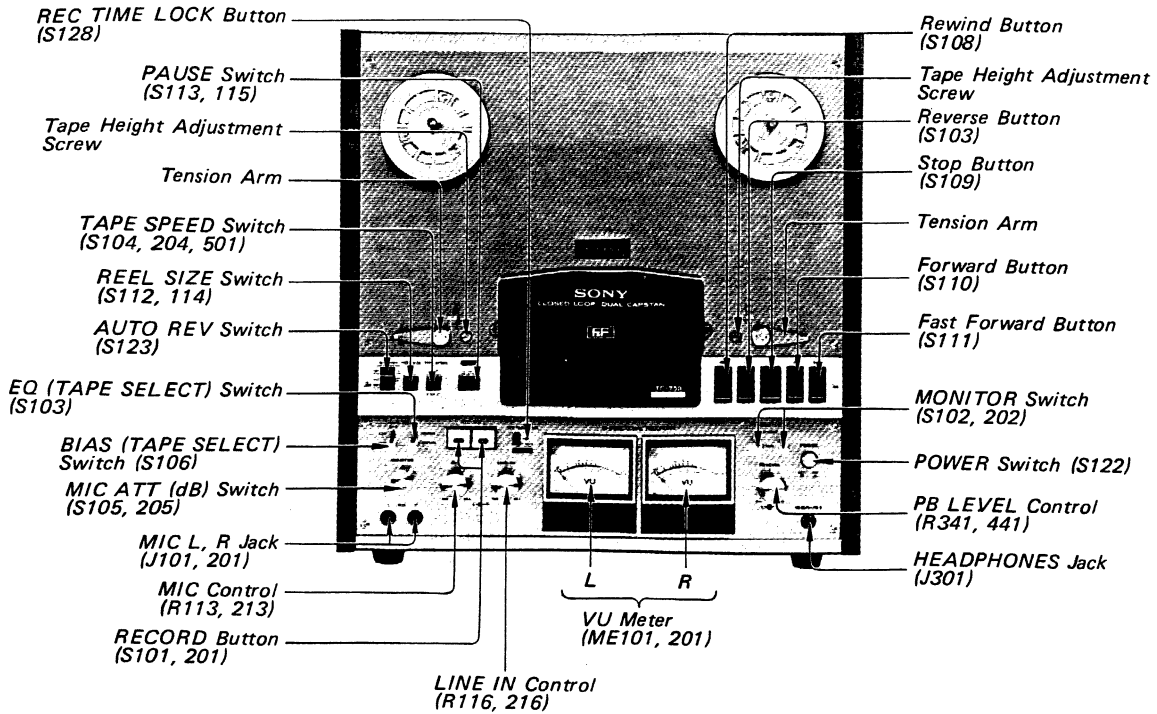 REC TIME LOCK Button
(S128)
PAUSE Switch
(S113, 115)
Tape Height Adjustment
Screw
Tension Arm
TAPE SPEED Switch
(S104, 204, 501)
REEL SIZE Switch
(S112, 114)
AUTO REV Switch
(S123)
EQ (TAPE SELECT) Switch
(S103)
BIAS (TAPE SELECT)
Switch (S106)
MIC ATT (dB) Switch
(S105, 205)
MIC L, R Jack
(J101, 201)
MIC Control
(R113, 213)
RECORD Button
(S101, 201)
LINE IN Control
(R116, 216)
SONY
CLOSED LOOP DUAL CAPSTAN
VU
VU
L
R
VU Meter
(ME101, 201)
Rewind Button
(S108)
Tape Height Adjustment
Screw
Reverse Button
(S103)
Stop Button
(S109)
Tension Arm
Forward Button
(S110)
Fast Forward Button
(S111)
MONITOR Switch
(S102, 202)
POWER Switch (S122)
PB LEVEL Control
(R341, 441)
HEADPHONES Jack
(J301)